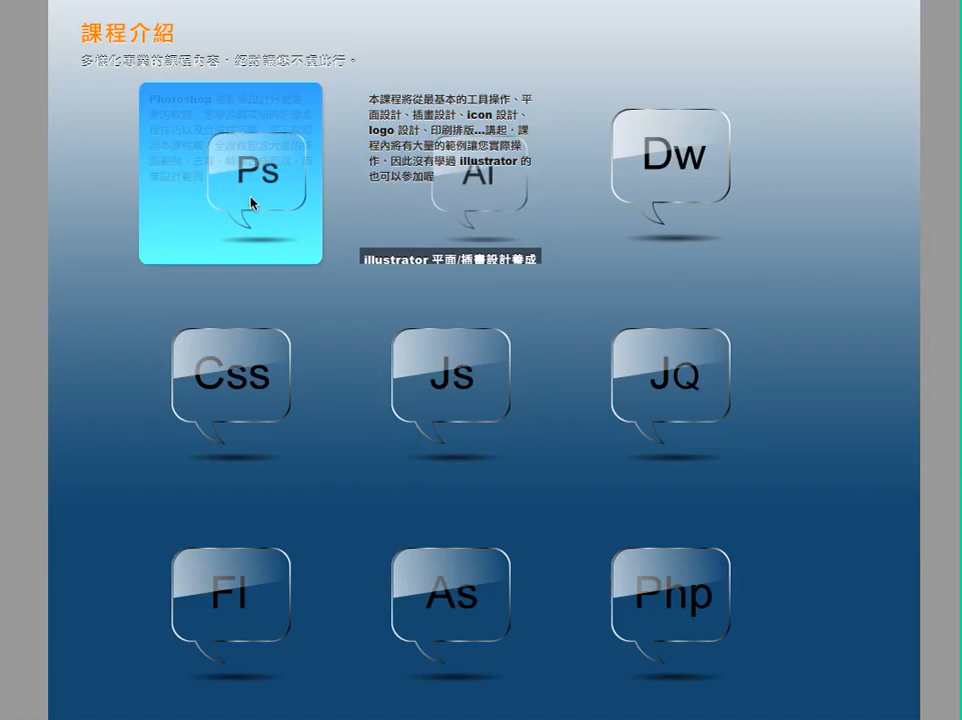 課程介紹
多樣化專業的課程內容，絕對讓您不虛此行。
Photoshop
Ps
本課程將從最基本的工具操作、平
面設計、插畫設計、icon 設計、
logo 設計、印刷排版...講起，課
程內將有大量的範例讓您實際操
作，因此沒有學過 illustrator 的
也可以參加喔
Ai
illustrator 平面/插畫設計養成
Dw
Css
Js
JQ
Fl
As
Php